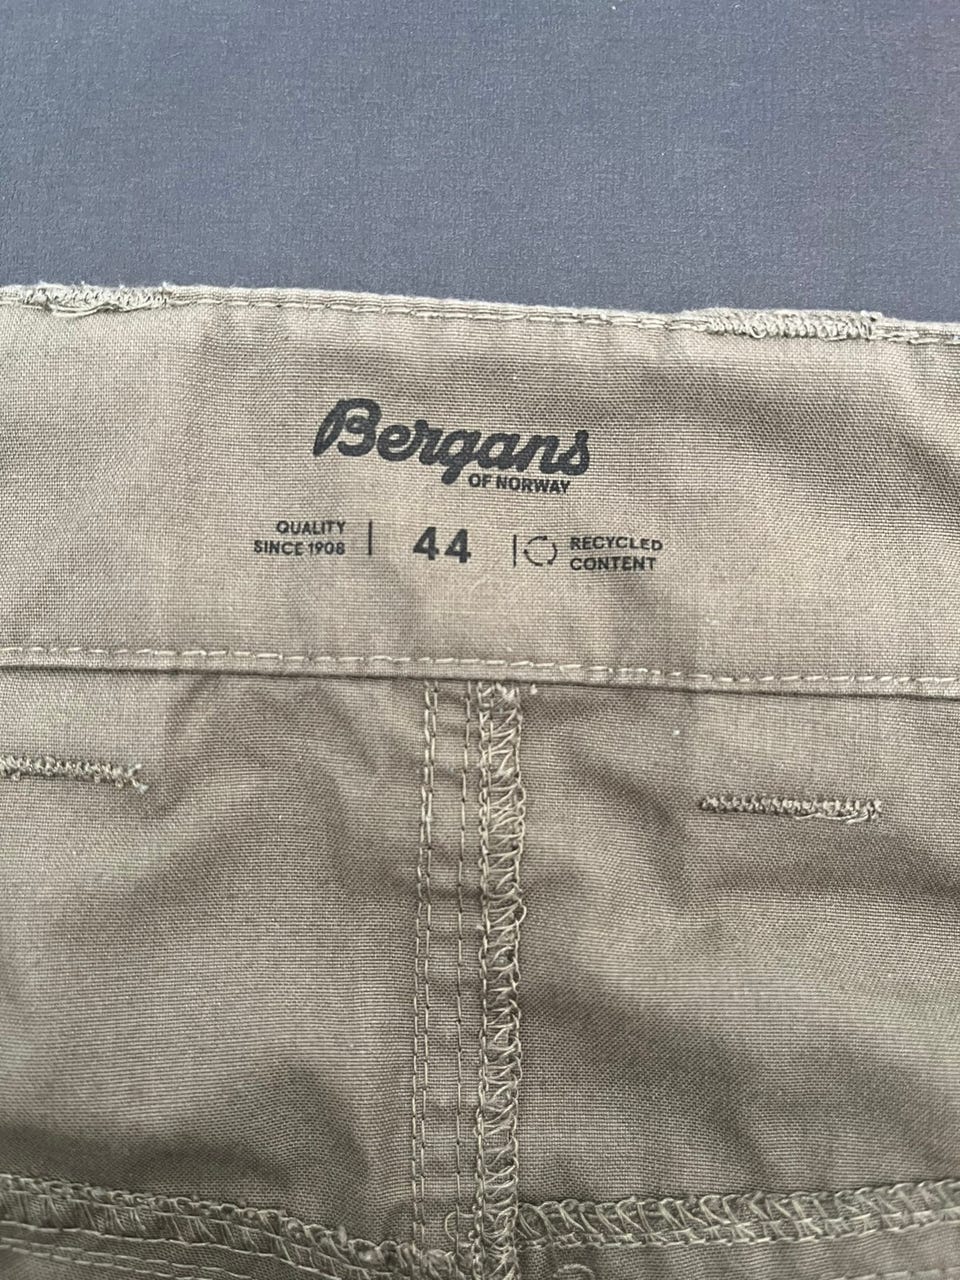 Bergans
OF NORWAY
QUALITY
SINCE 1908
44
RECYCLED
CONTENT